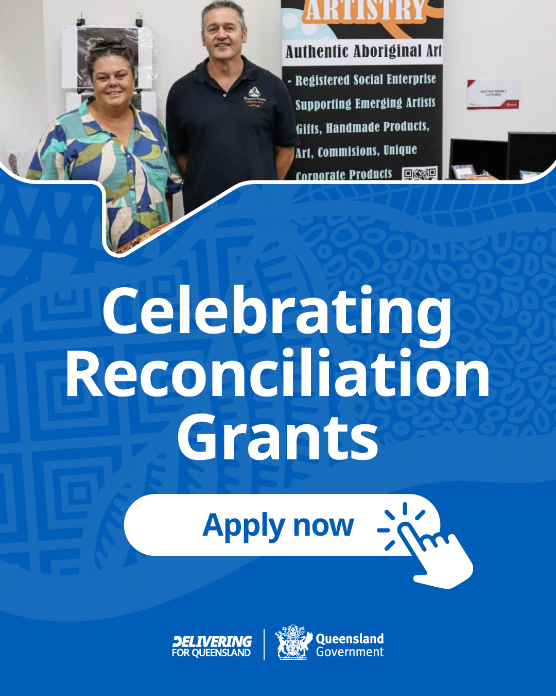 ARTISTRY
Authentic Aboriginal Art
- Registered Social Enterprise
Supporting Emerging Artists
Gifts, Handmade Products,
Art, Commisions, Unique
Corporate Products
Celebrating
Reconciliation
Grants
Apply now
DELIVERING
FOR QUEENSLAND
Queensland
Government